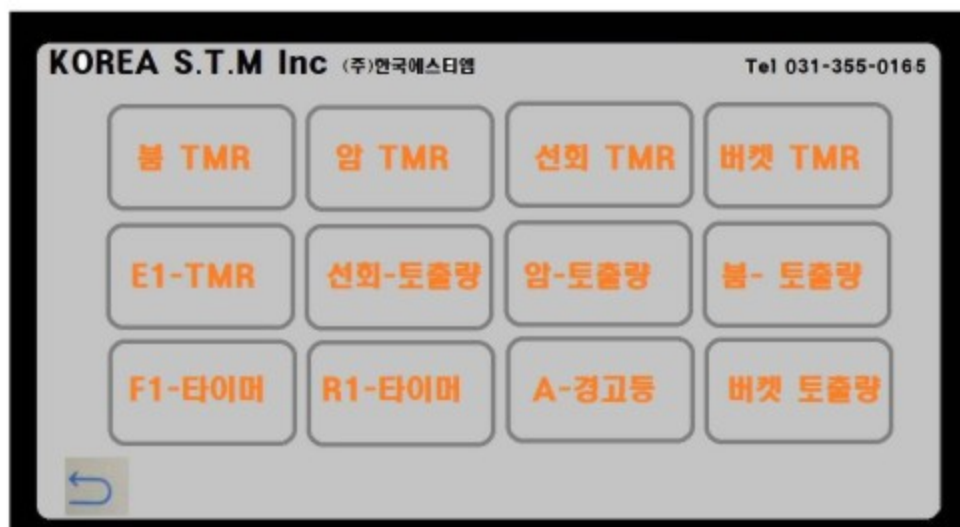 KOREA S.T.M Inc (주)한국에스티엠 Tel 031-355-0165
붐 TMR 암 TMR 선회 TMR 버켓 TMR
E1-TMR 선회-토출량 암-토출량 붐- 토출량
F1-타이머 R1-타이머 A-경고등 버켓 토출량